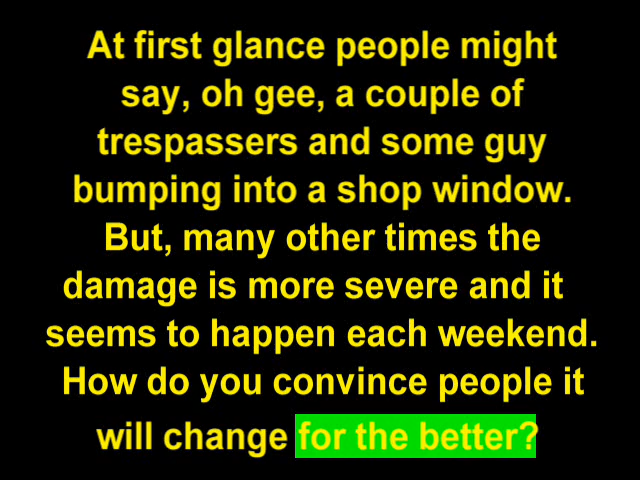 At first glance people might
say, oh gee, a couple of
trespassers and some guy
bumping into a shop window.
But, many other times the
damage is more severe and it
seems to happen each weekend.
How do you convince people it
will change for the better?